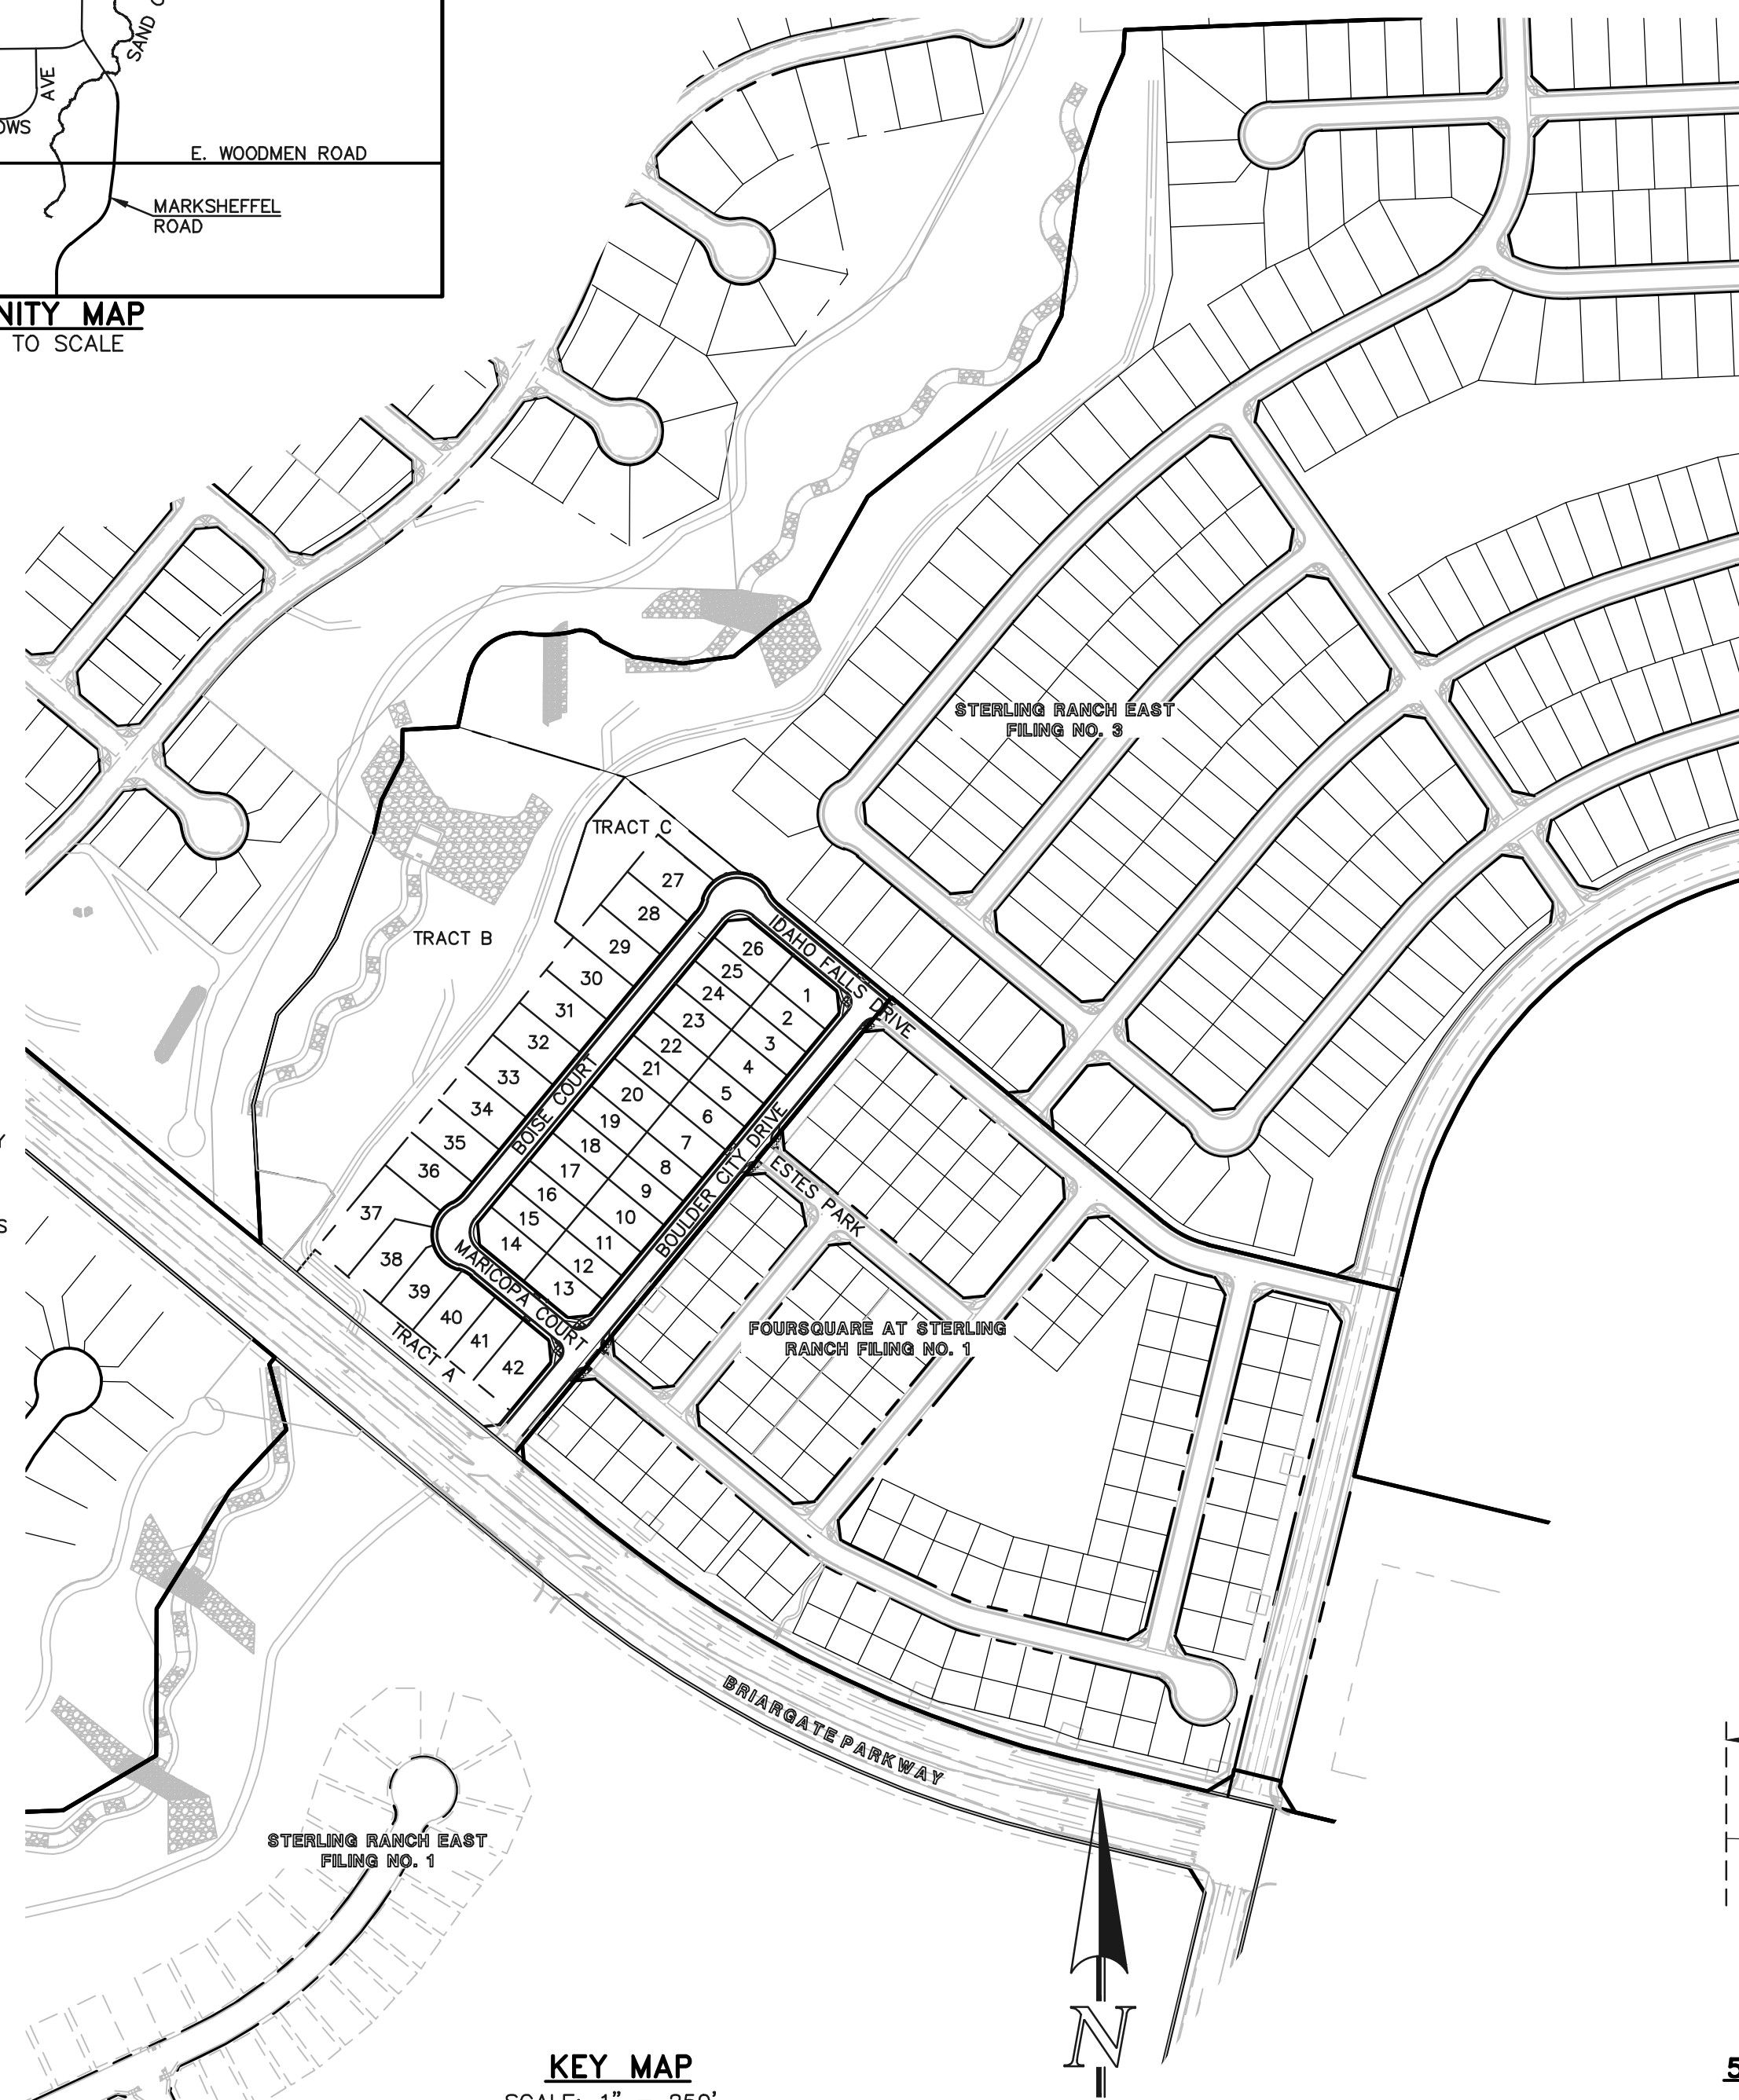 SAND
AVE
E. WOODMEN ROAD
MARKSHEFFEL
ROAD
NITY MAP
TO SCALE
STERLING RANCH EAST
FILING NO. 3
TRACT C
27
28
29
30
31
32
33
34
35
36
37
38
39
40
41
42
TRACT B
TRACT A
IDAHO FALLS DRIVE
BOISE COURT
BOULDER CITY DRIVE
MARICOPA COURT
ESTES PARK
26
25
24
23
22
21
20
19
18
17
16
15
14
1
2
3
4
5
6
7
8
9
10
11
12
13
FOURSQUARE AT STERLING
RANCH FILING NO. 1
BRIARGATE PARKWAY
STERLING RANCH EAST
FILING NO. 1
N
KEY MAP